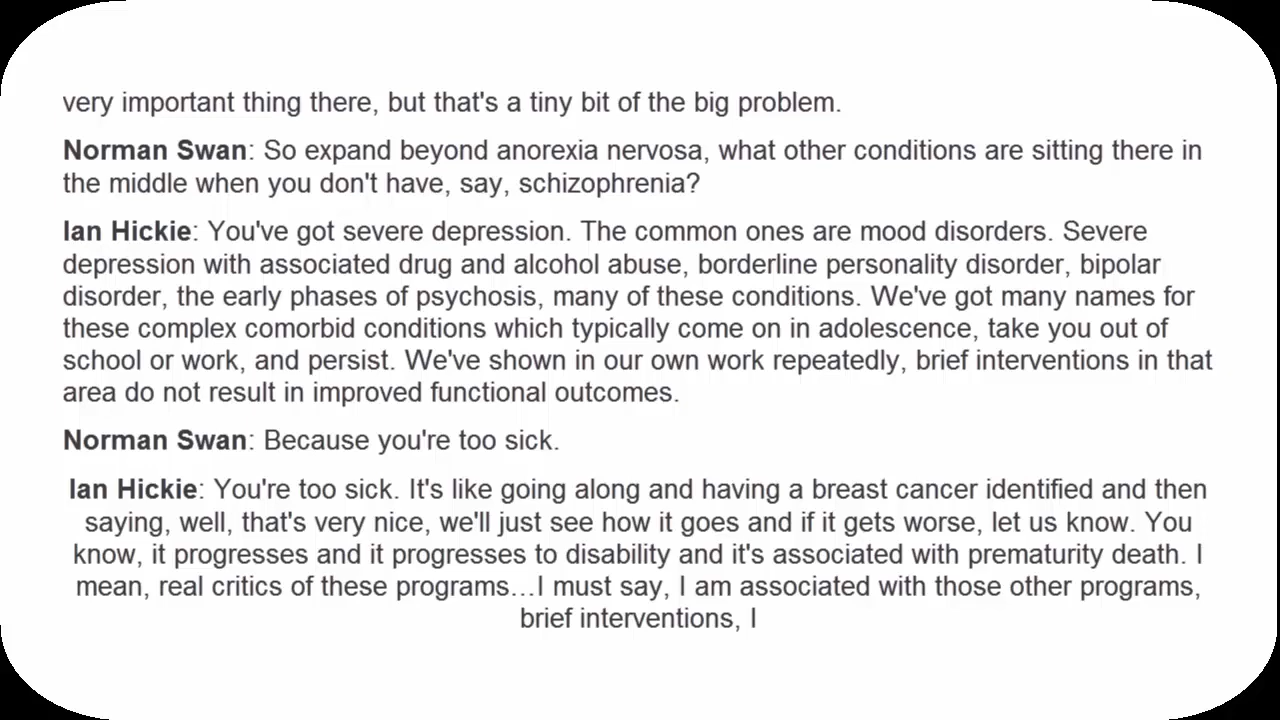 very important thing there, but that's a tiny bit of the big problem.
Norman Swan: So expand beyond anorexia nervosa, what other conditions are sitting there in
the middle when you don't have, say, schizophrenia?
Ian Hickie: You've got severe depression. The common ones are mood disorders. Severe
depression with associated drug and alcohol abuse, borderline personality disorder, bipolar
disorder, the early phases of psychosis, many of these conditions. We've got many names for
these complex comorbid conditions which typically come on in adolescence, take you out of
school or work, and persist. We've shown in our own work repeatedly, brief interventions in that
area do not result in improved functional outcomes.
Norman Swan: Because you're too sick.
Ian Hickie: You're too sick. It's like going along and having a breast cancer identified and then
saying, well, that's very nice, we'll just see how it goes and if it gets worse, let us know. You
know, it progresses and it progresses to disability and it's associated with prematurity death. I
mean, real critics of these programs…I must say, I am associated with those other programs,
brief interventions, I